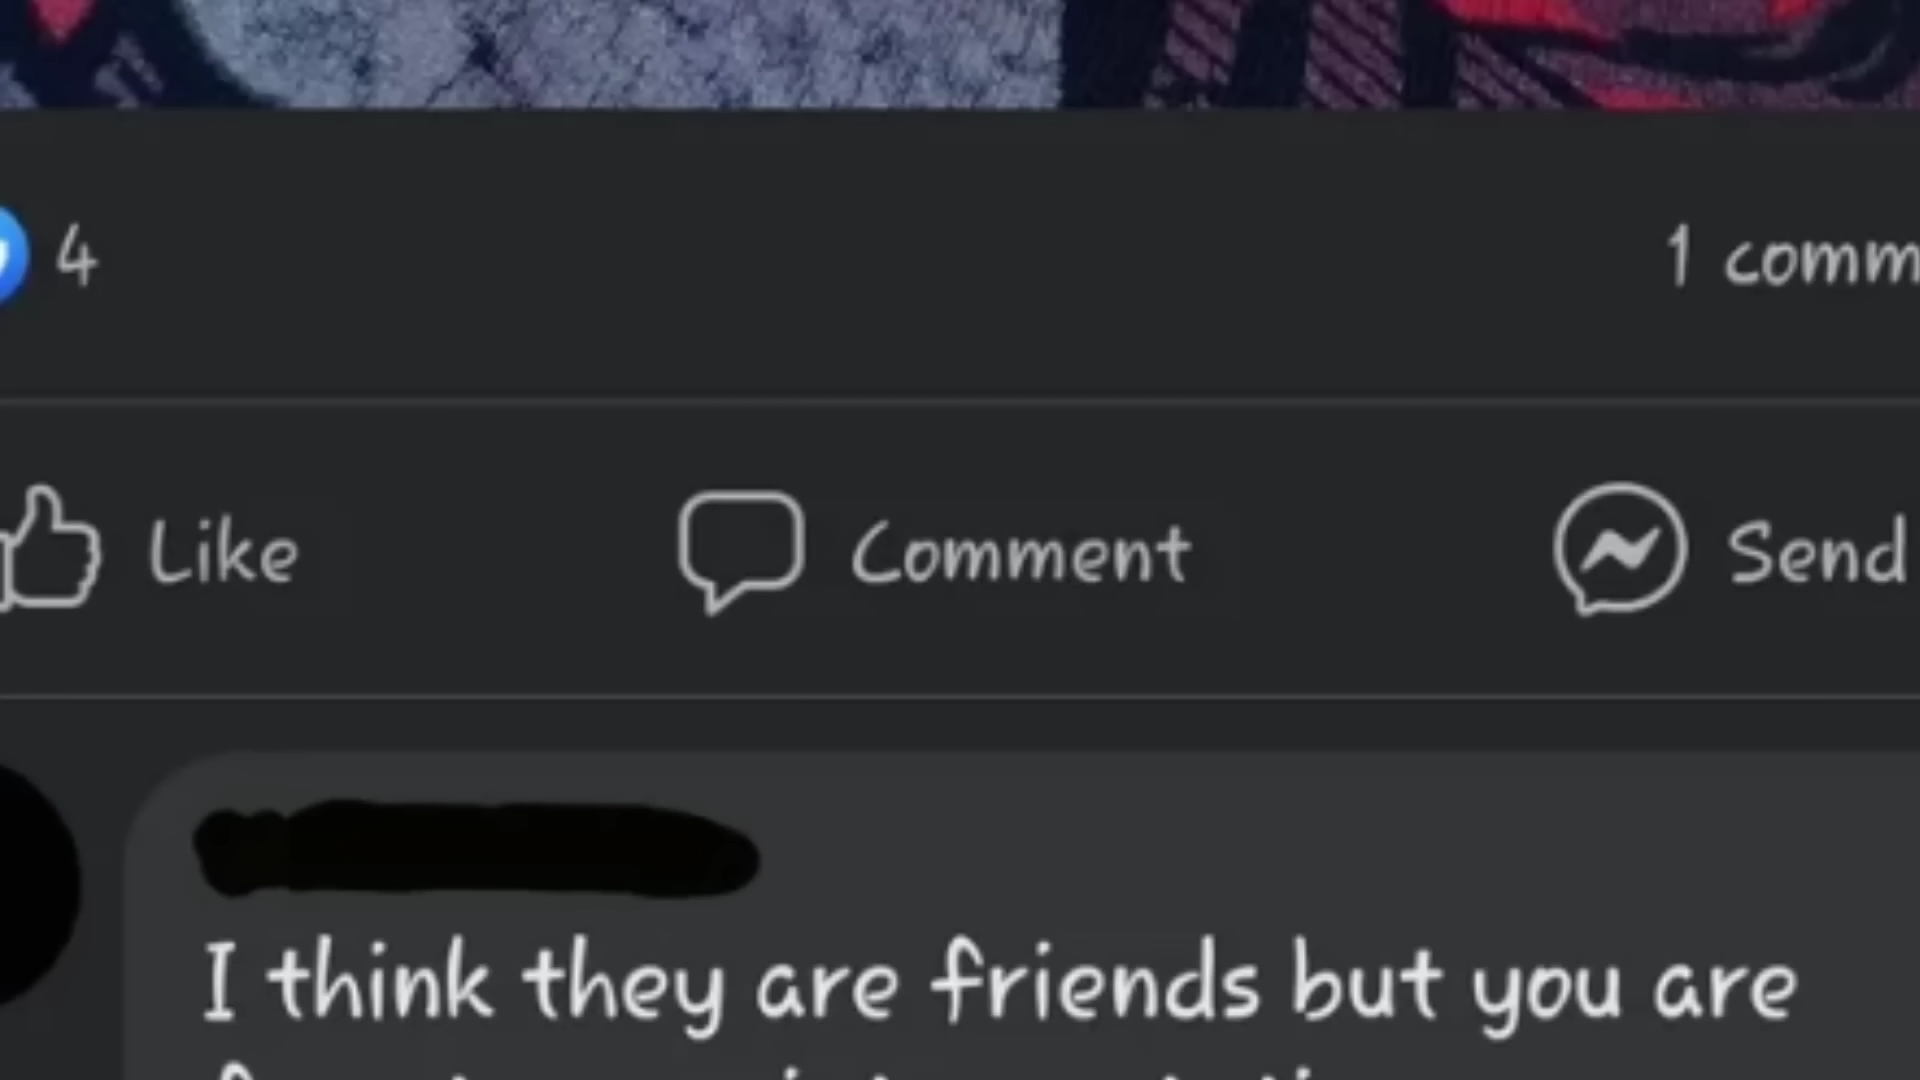 4
1 comm
Like
Comment
Send
I think they are friends but you are